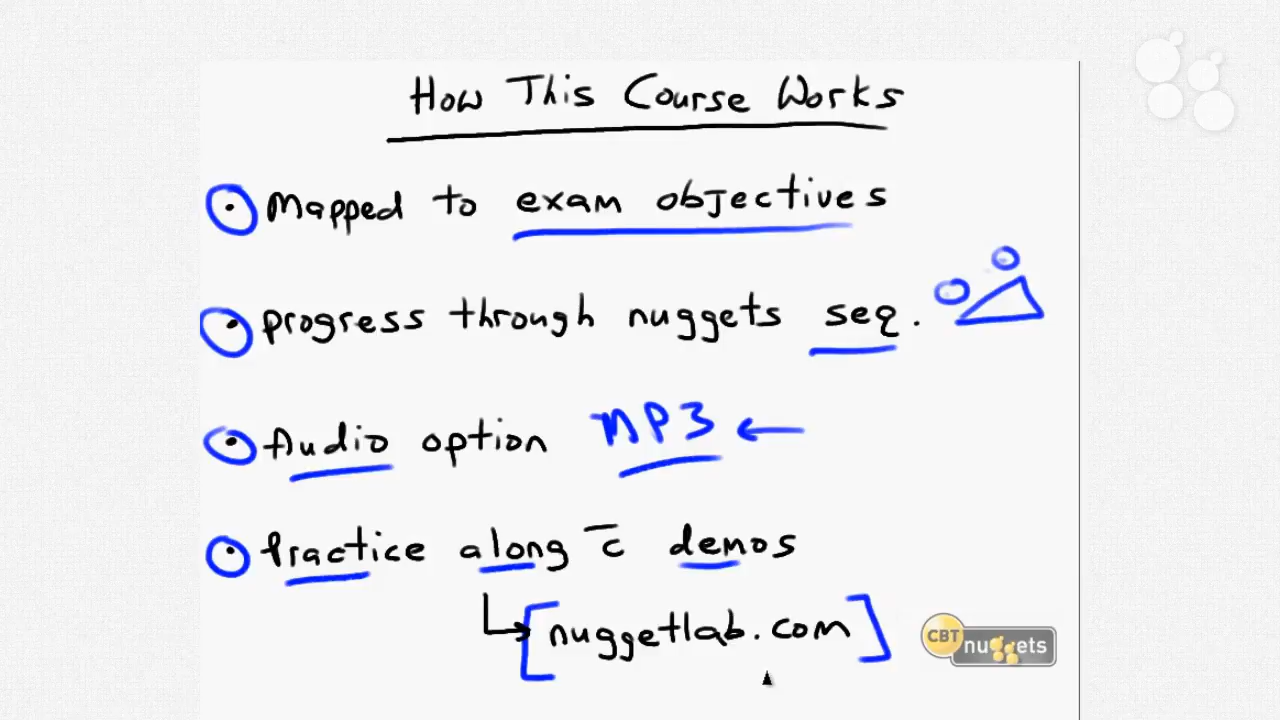 How This Course Works
• Mapped to exam objectives
• Progress through nuggets seq.
• Audio option MP3 ←
• Practice along c̅ demos
[nuggetlab.com]
CBT nuggets